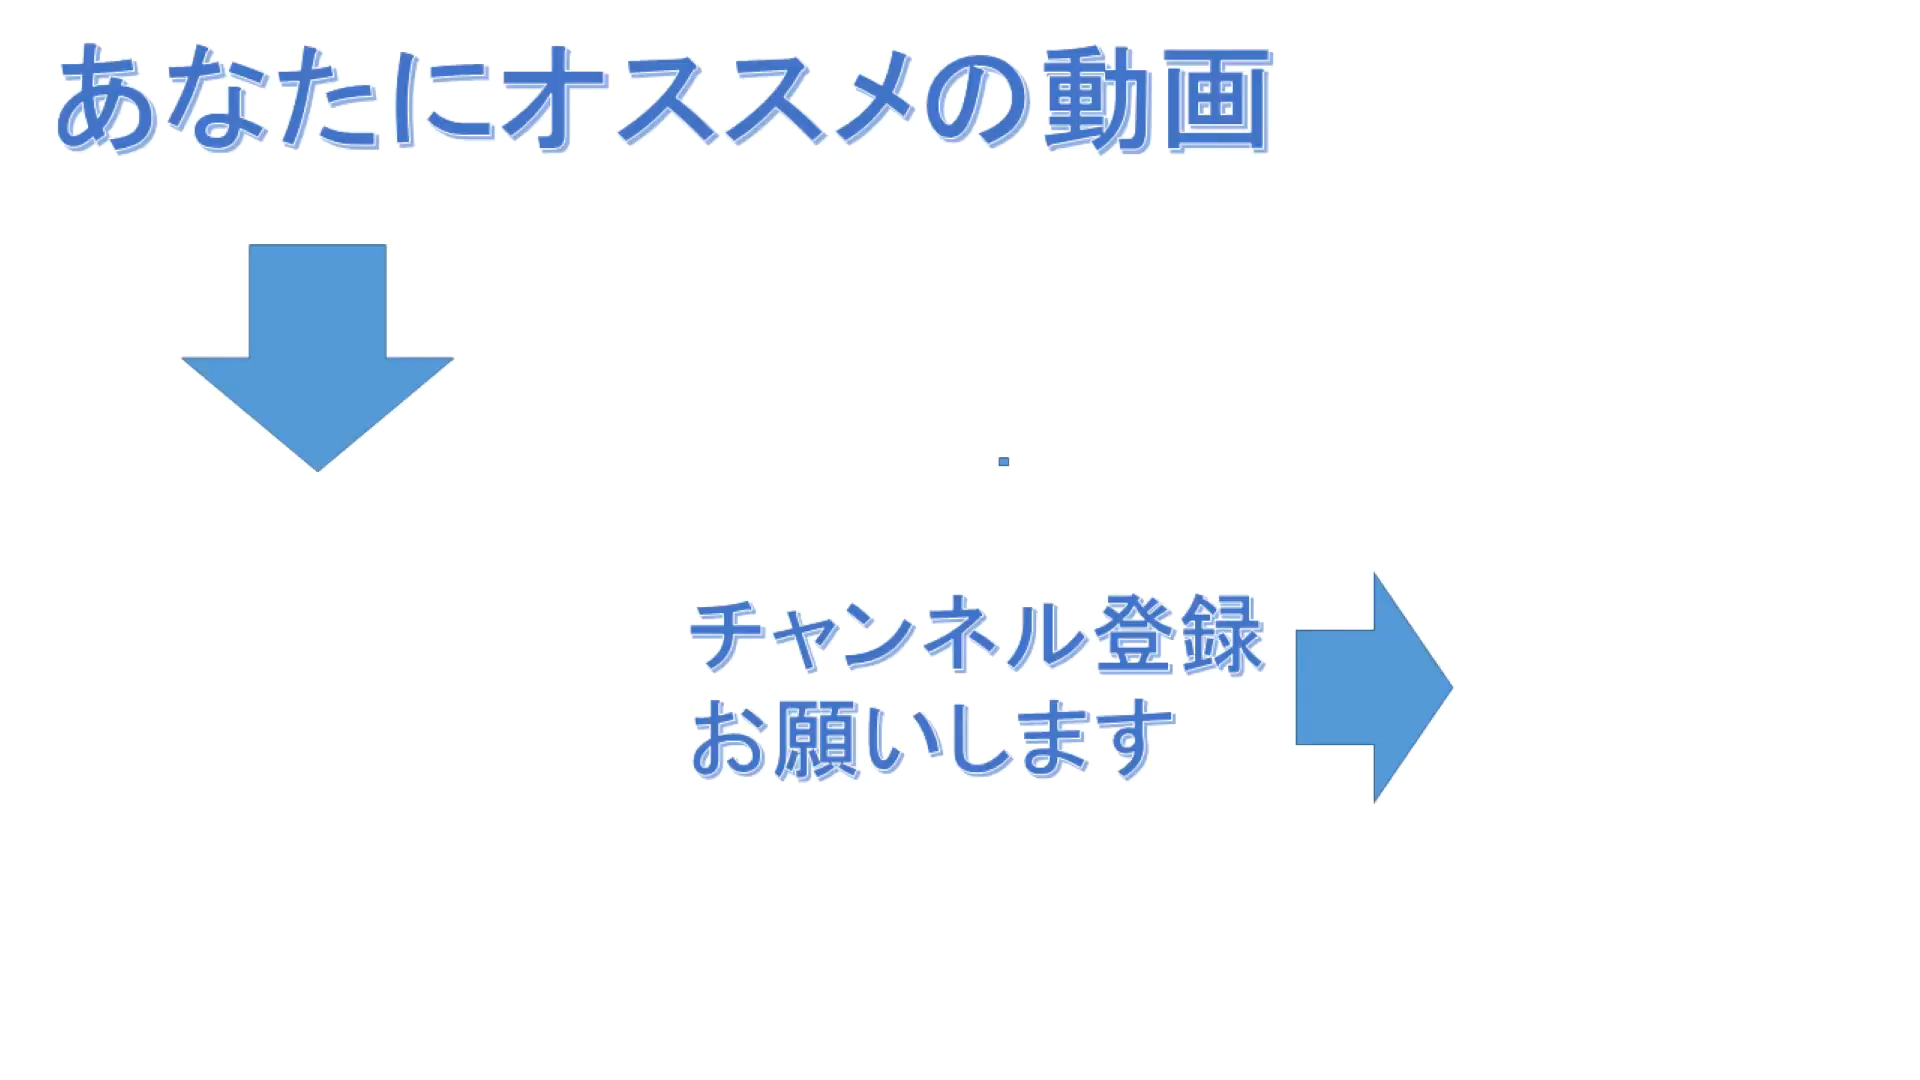 あなたにオススメの動画
チャンネル登録
お願いします